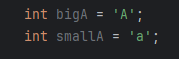 int bigA = 'A';
int smallA = 'a';